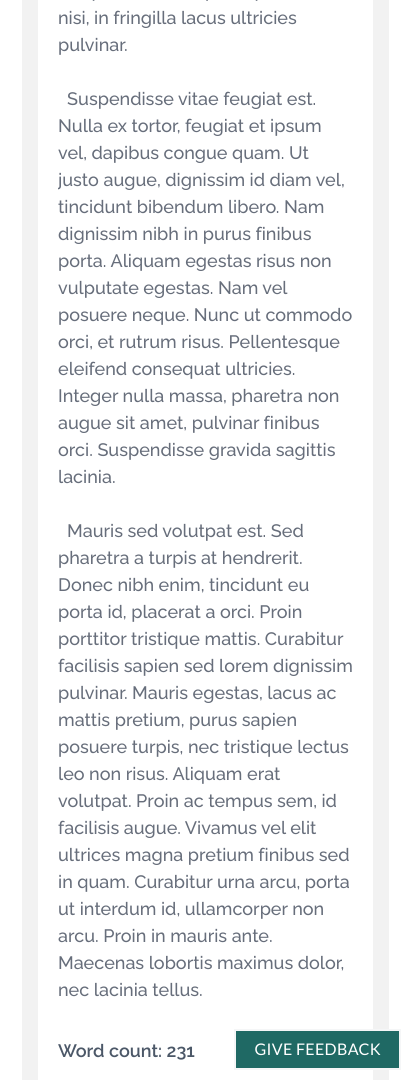 nisi, in fringilla lacus ultricies
pulvinar.
Suspendisse vitae feugiat est.
Nulla ex tortor, feugiat et ipsum
vel, dapibus congue quam. Ut
justo augue, dignissim id diam vel,
tincidunt bibendum libero. Nam
dignissim nibh in purus finibus
porta. Aliquam egestas risus non
vulputate egestas. Nam vel
posuere neque. Nunc ut commodo
orci, et rutrum risus. Pellentesque
eleifend consequat ultricies.
Integer nulla massa, pharetra non
augue sit amet, pulvinar finibus
orci. Suspendisse gravida sagittis
lacinia.
Mauris sed volutpat est. Sed
pharetra a turpis at hendrerit.
Donec nibh enim, tincidunt eu
porta id, placerat a orci. Proin
porttitor tristique mattis. Curabitur
facilisis sapien sed lorem dignissim
pulvinar. Mauris egestas, lacus ac
mattis pretium, purus sapien
posuere turpis, nec tristique lectus
leo non risus. Aliquam erat
volutpat. Proin ac tempus sem, id
facilisis augue. Vivamus vel elit
ultrices magna pretium finibus sed
in quam. Curabitur urna arcu, porta
ut interdum id, ullamcorper non
arcu. Proin in mauris ante.
Maecenas lobortis maximus dolor,
nec lacinia tellus.
Word count: 231
GIVE FEEDBACK